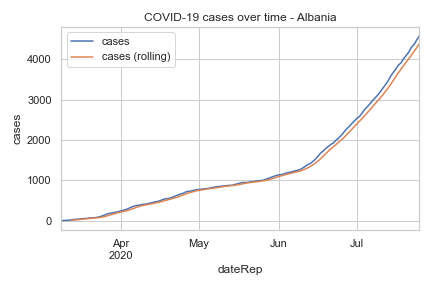 COVID-19 cases over time - Albania
cases
cases (rolling)
4000
3000
2000
1000
0
cases
Apr
2020
May
Jun
Jul
dateRep